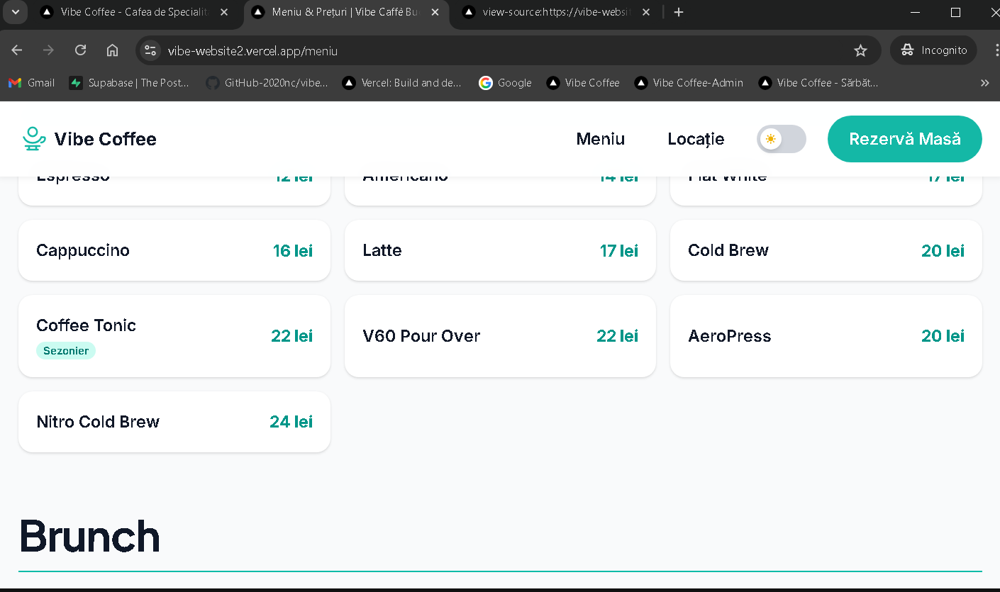 Vibe Coffee - Cafea de Specialit
Meniu & Prețuri | Vibe Caffè Bu
view-source:https://vibe-websit
vibe-website2.vercel.app/meniu
Incognito
Gmail
Supabase | The Post...
GitHub-2020nc/vibe...
Vercel: Build and de...
Google
Vibe Coffee
Vibe Coffee-Admin
Vibe Coffee - Sărbăt...
Vibe Coffee
Meniu
Locație
Rezervă Masă
Espresso
12 lei
Americano
14 lei
Flat White
17 lei
Cappuccino
16 lei
Latte
17 lei
Cold Brew
20 lei
Coffee Tonic
Sezonier
22 lei
V60 Pour Over
22 lei
AeroPress
20 lei
Nitro Cold Brew
24 lei
Brunch